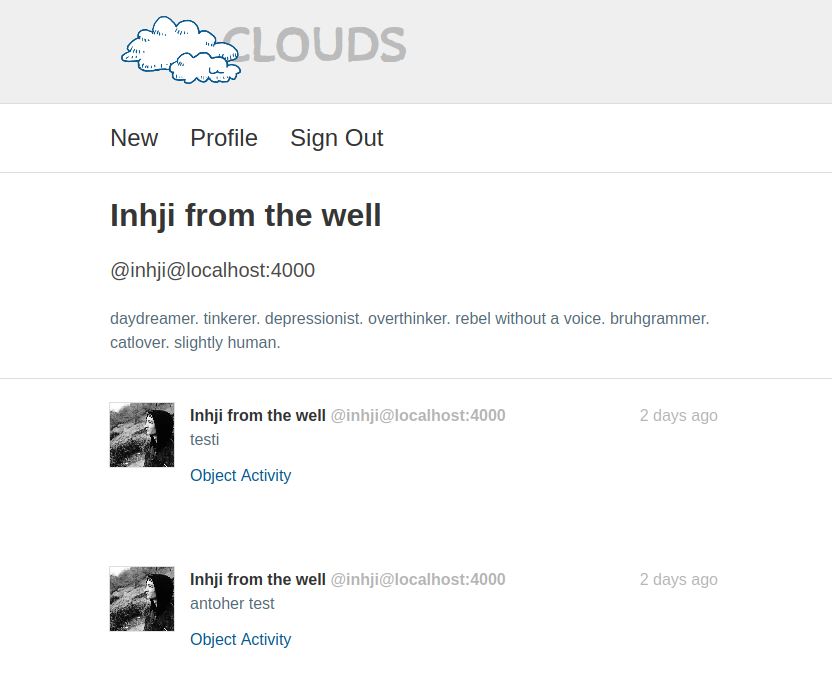 CLOUDS
New Profile Sign Out
Inhji from the well
@inhji@localhost:4000
daydreamer. tinkerer. depressionist. overthinker. rebel without a voice. bruhgrammer.
catlover. slightly human.
Inhji from the well @inhji@localhost:4000 2 days ago
testi
Object Activity
Inhji from the well @inhji@localhost:4000 2 days ago
antoher test
Object Activity